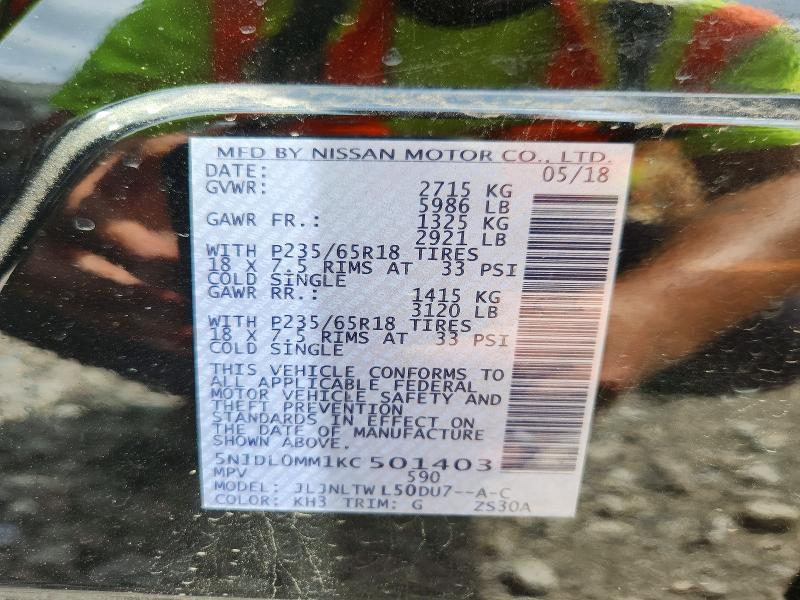 MFD BY NISSAN MOTOR CO., LTD.
DATE: 05/18
GVWR: 2715 KG
5986 LB
GAWR FR.: 1325 KG
2921 LB
WITH P235/65R18 TIRES
18 X 7.5 RIMS AT 33 PSI
COLD SINGLE
GAWR RR.: 1415 KG
3120 LB
WITH P235/65R18 TIRES
18 X 7.5 RIMS AT 33 PSI
COLD SINGLE
THIS VEHICLE CONFORMS TO
ALL APPLICABLE FEDERAL
MOTOR VEHICLE SAFETY AND
THEFT PREVENTION
STANDARDS IN EFFECT ON
THE DATE OF MANUFACTURE
SHOWN ABOVE.
5N1DL0MM1KC501403
MPV 590
MODEL: JLJNLTWL50DU7--A-C
COLOR: KH3 TRIM: G ZS30A